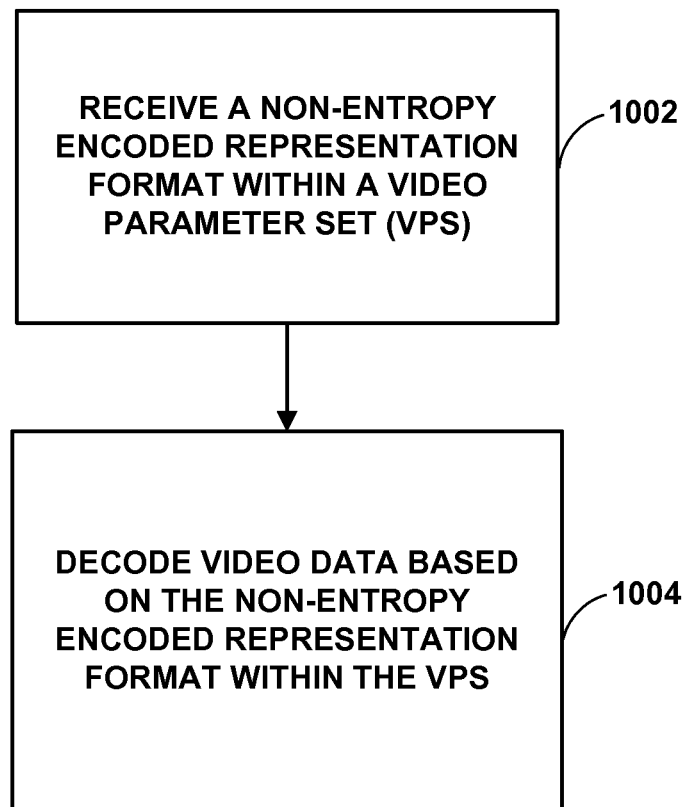 RECEIVE A NON-ENTROPY
ENCODED REPRESENTATION
FORMAT WITHIN A VIDEO
PARAMETER SET (VPS)
1002
DECODE VIDEO DATA BASED
ON THE NON-ENTROPY
ENCODED REPRESENTATION
FORMAT WITHIN THE VPS
1004